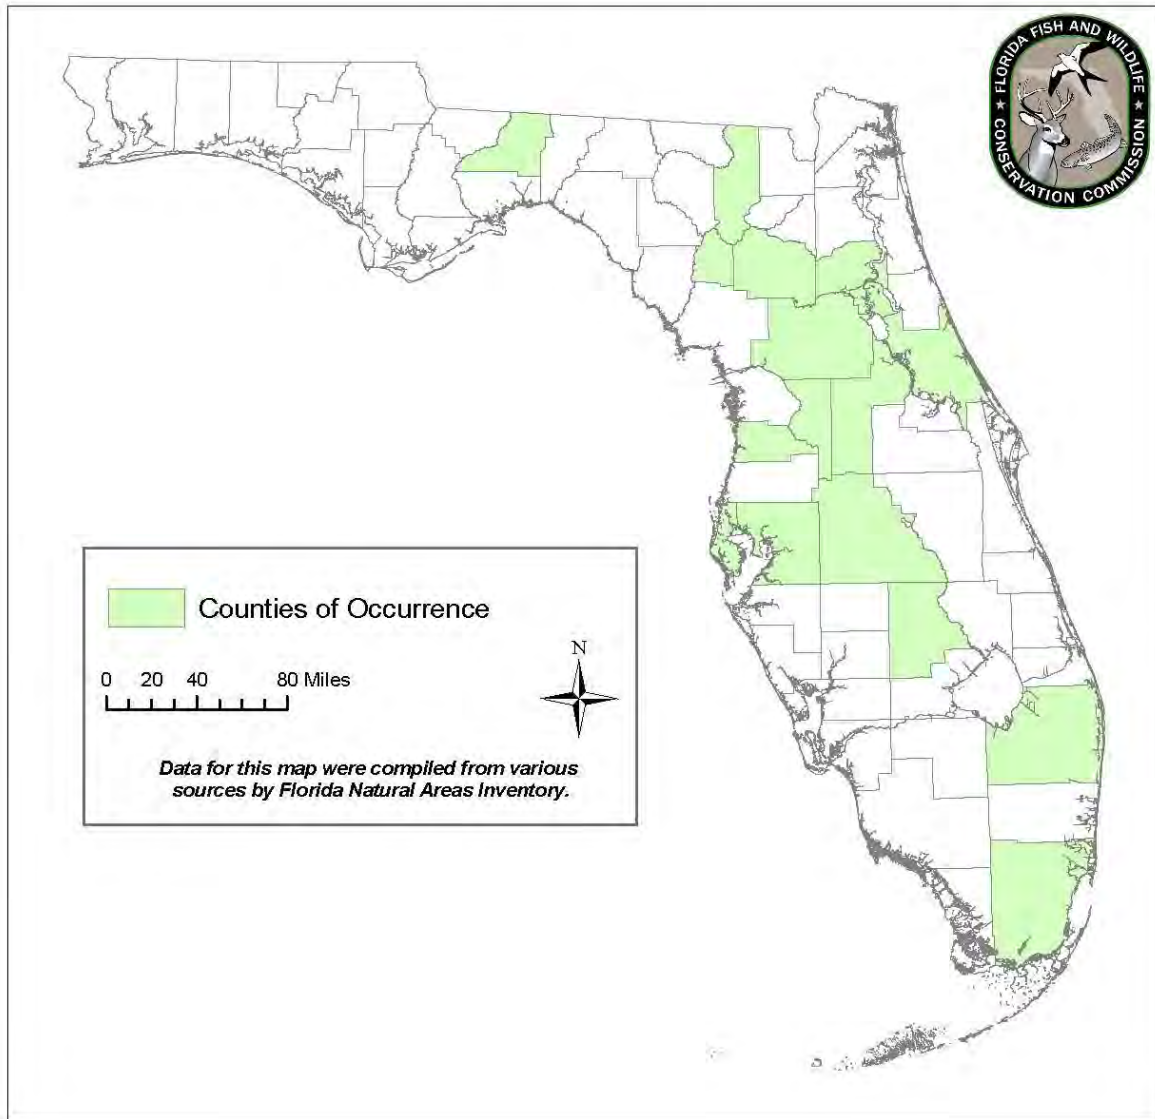 ★ FLORIDA FISH AND WILDLIFE ★
CONSERVATION COMMISSION
Counties of Occurrence
0 20 40 80 Miles
N
Data for this map were compiled from various
sources by Florida Natural Areas Inventory.